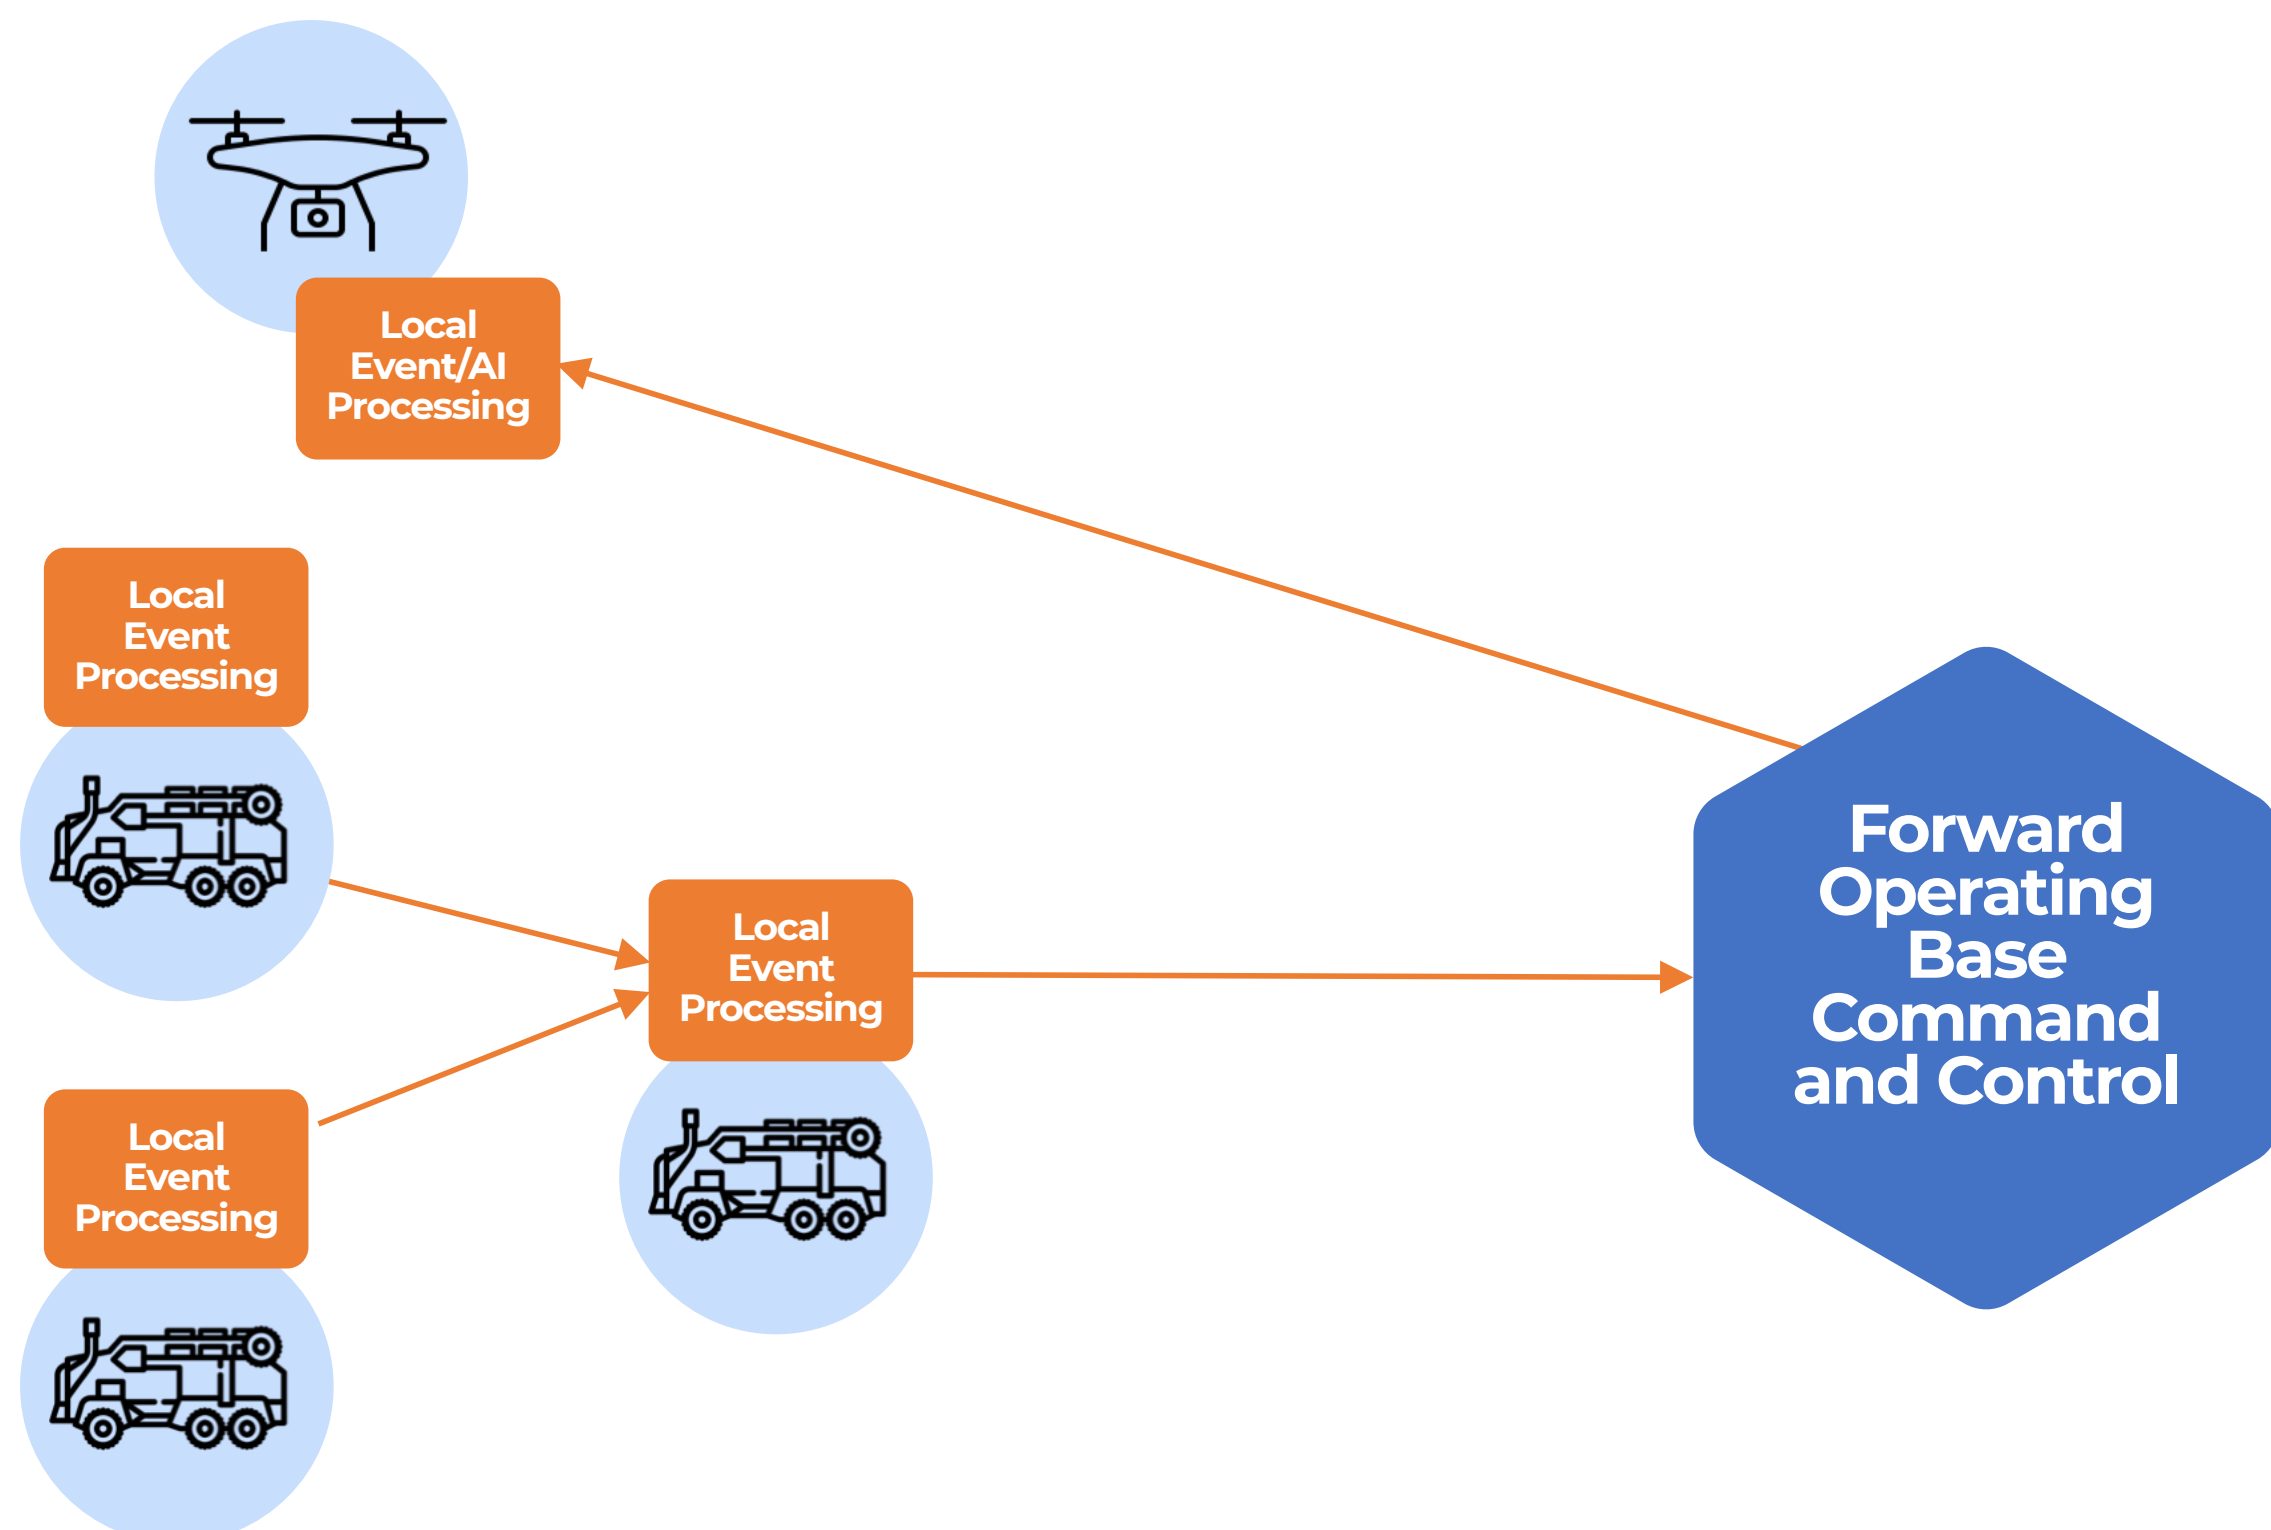 Local
Event/AI
Processing
Local
Event
Processing
Local
Event
Processing
Local
Event
Processing
Forward
Operating
Base
Command
and Control